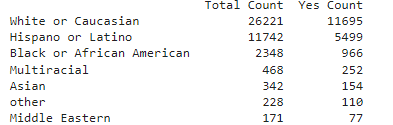 Total Count Yes Count
White or Caucasian 26221 11695
Hispano or Latino 11742 5499
Black or African American 2348 966
Multiracial 468 252
Asian 342 154
other 228 110
Middle Eastern 171 77